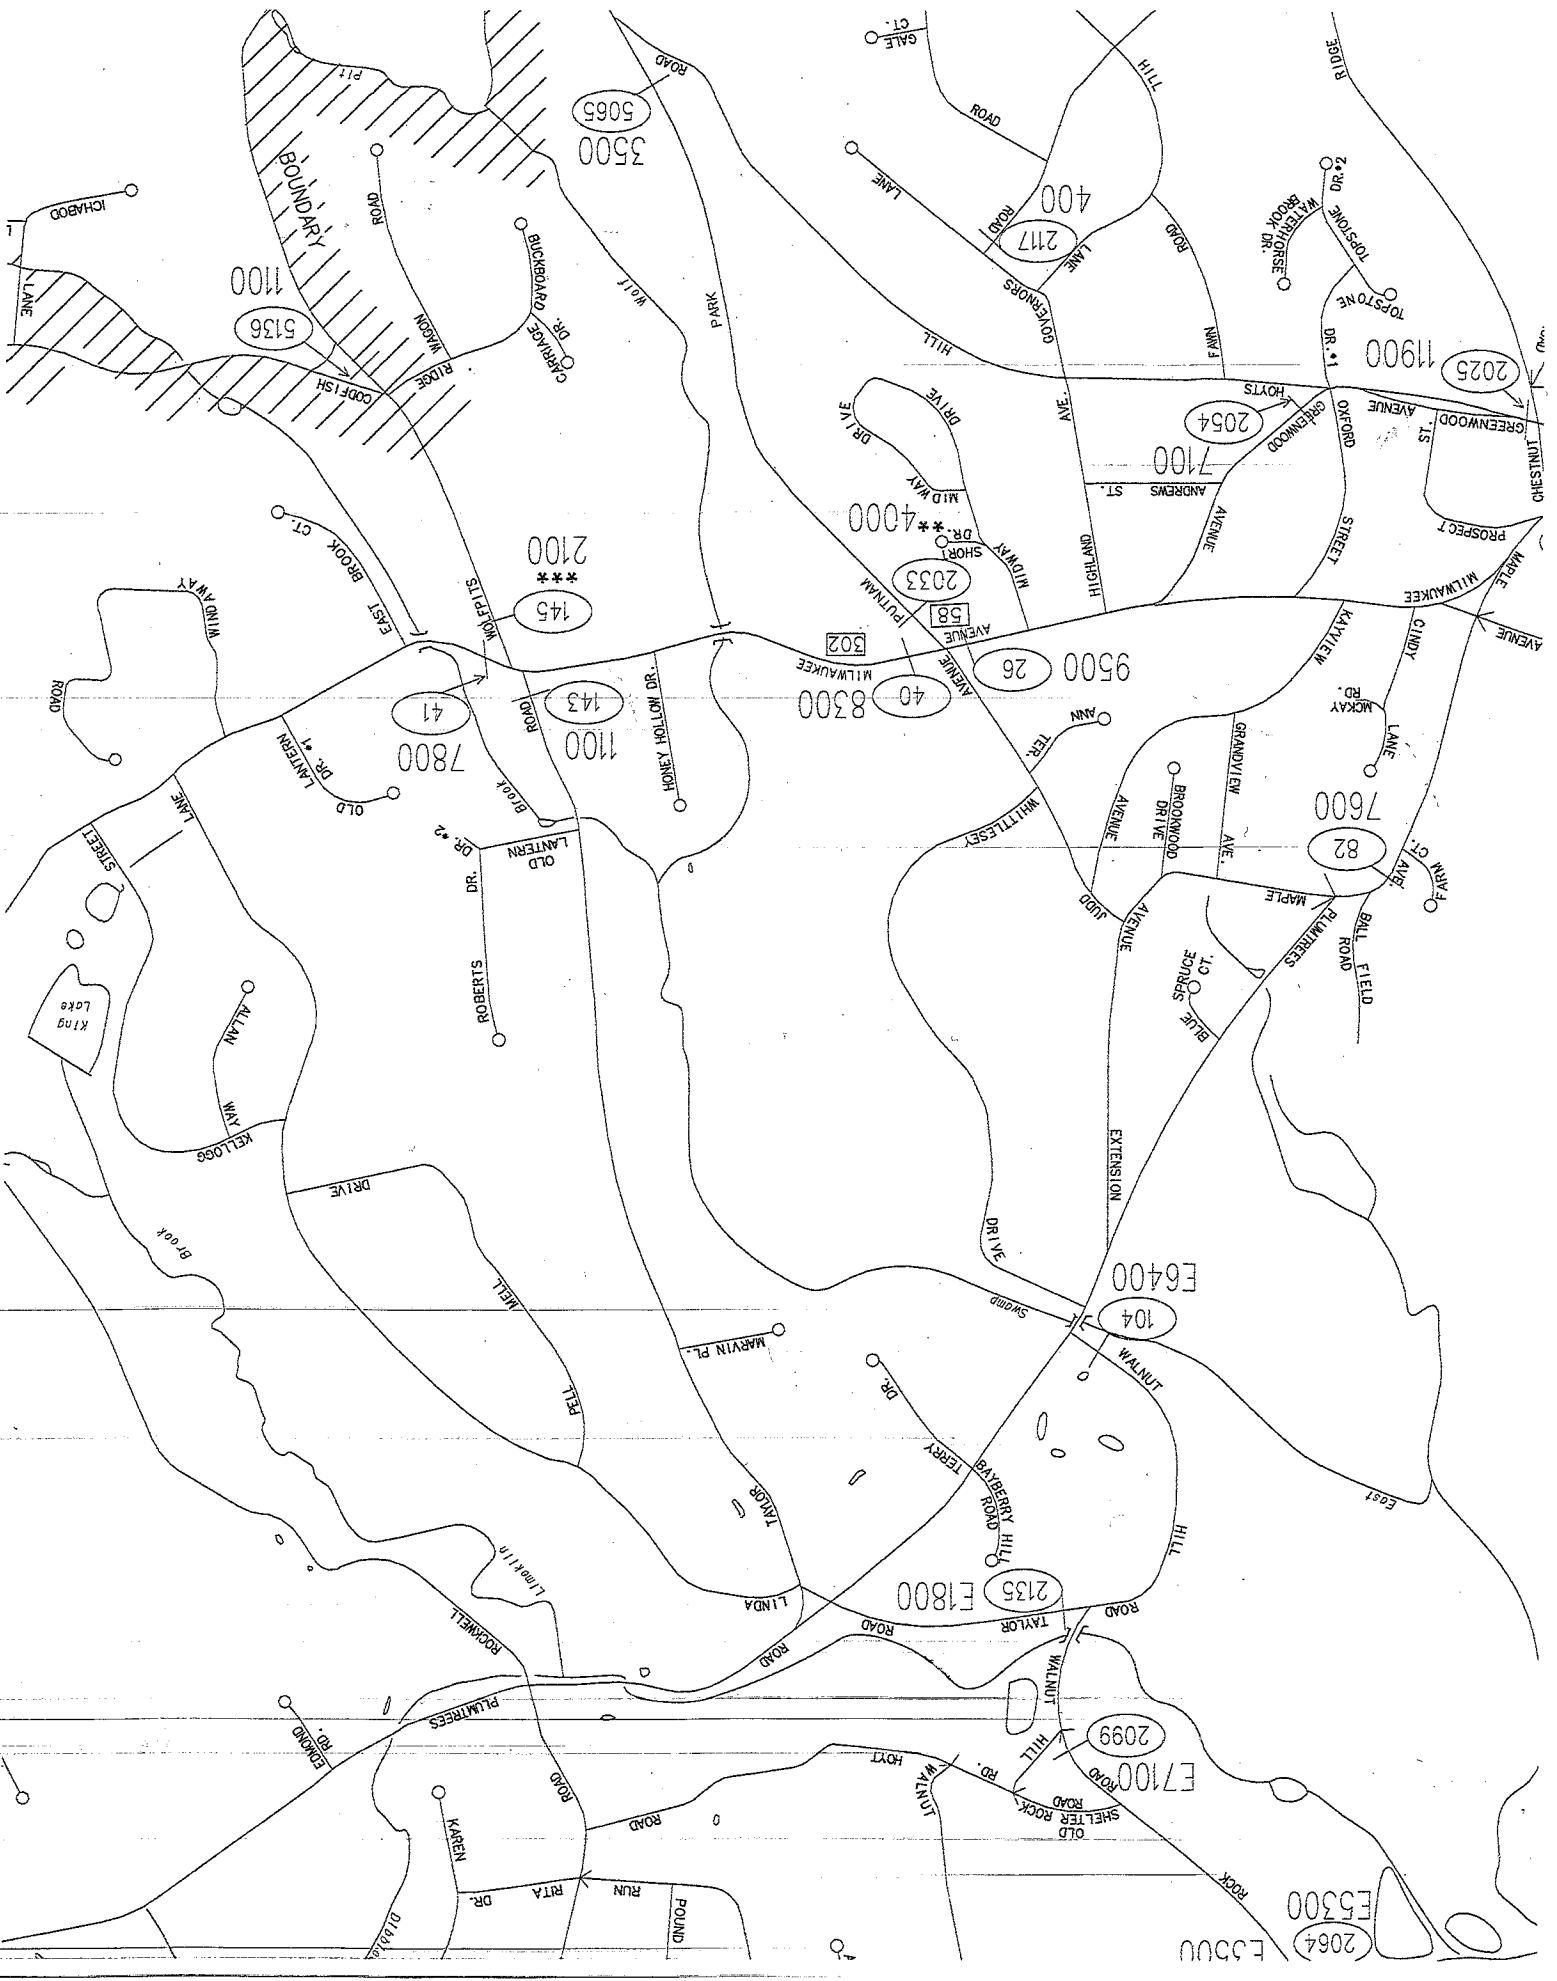 E5300
2064
ROCK
POUND
RUN
RITA
DR.
KAREN
OLD
SHELTER ROCK
ROAD
ROAD
E7100
2099
HILL
RD.
HOYT
WALNUT
ROAD
ROAD
EDMOND
RD.
PLUMTREES
WALNUT
ROAD
ROCKWELL
ROAD
TAYLOR
ROAD
LINDA
2135
E1800
HILL
BAYBERRY HILL
ROAD
Limekiln
TERRY
DR.
TAYLOR
East
PELL
MELL
DRIVE
WALNUT
MARVIN PL.
104
E6400
Swamp
DRIVE
Brook
EXTENSION
KELLOGG
ALLAN
WAY
King
Lake
BLUE SPRUCE
CT.
BALL FIELD
ROAD
ROBERTS
DR.
PLUMTREES
MAPLE
AVENUE
JUDD
FARM CT.
AVE.
82
7600
BROOKWOOD
DRIVE
GRANDVIEW
AVE.
AVENUE
WHITTLESEY
OLD
LANTERN
DR. #2
STREET
LANE
OLD
LANTERN
DR. #1
Brook
HONEY HOLLOW DR.
LANE
MCKAY
RD.
CINDY
KAYVIEW
ANN
TER.
AVENUE
9500
26
8300
40
1100
143
ROAD
7800
41
ROAD
WINDAWAY
AVENUE
MAPLE
MILWAUKEE
PROSPECT
ST.
AVENUE
58
302
MILWAUKEE
2033
PUTNAM
**4000
SHORT
DR.
MIDWAY
MIDWAY
DRIVE
DRIVE
HIGHLAND
AVE.
ST. ANDREWS
AVENUE
STREET
OXFORD
145
***
2100
WOLFPITS
EAST BROOK
CT.
CHESTNUT
GREENWOOD
AVENUE
2025
11900
2054
7100
GREENWOOD
HOYTS
HILL
DR. #1
TOPSTONE
TOPSTONE
DR. #2
WATERHORSE
BROOK DR.
FAWN
ROAD
GOVERNORS
LANE
LANE
2117
400
ROAD
ROAD
HILL
GALE
CT.
RIDGE
PARK
Wolf
Pit
ROAD
5065
3500
CODFISH
5136
1100
BOUNDARY
RIDGE
WAGON
ROAD
CARRIAGE
DR.
BUCKBOARD
LANE
ICHABOD